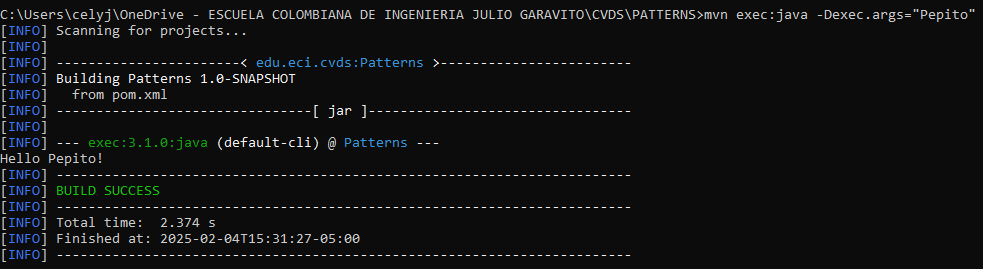 C:\Users\celyj\OneDrive - ESCUELA COLOMBIANA DE INGENIERIA JULIO GARAVITO\CVDS\PATTERNS>mvn exec:java -Dexec.args="Pepito"
[INFO] Scanning for projects...
[INFO]
[INFO] -----------------------< edu.eci.cvds:Patterns >------------------------
[INFO] Building Patterns 1.0-SNAPSHOT
[INFO]   from pom.xml
[INFO] --------------------------------[ jar ]---------------------------------
[INFO]
[INFO] --- exec:3.1.0:java (default-cli) @ Patterns ---
Hello Pepito!
[INFO] ------------------------------------------------------------------------
[INFO] BUILD SUCCESS
[INFO] ------------------------------------------------------------------------
[INFO] Total time:  2.374 s
[INFO] Finished at: 2025-02-04T15:31:27-05:00
[INFO] ------------------------------------------------------------------------